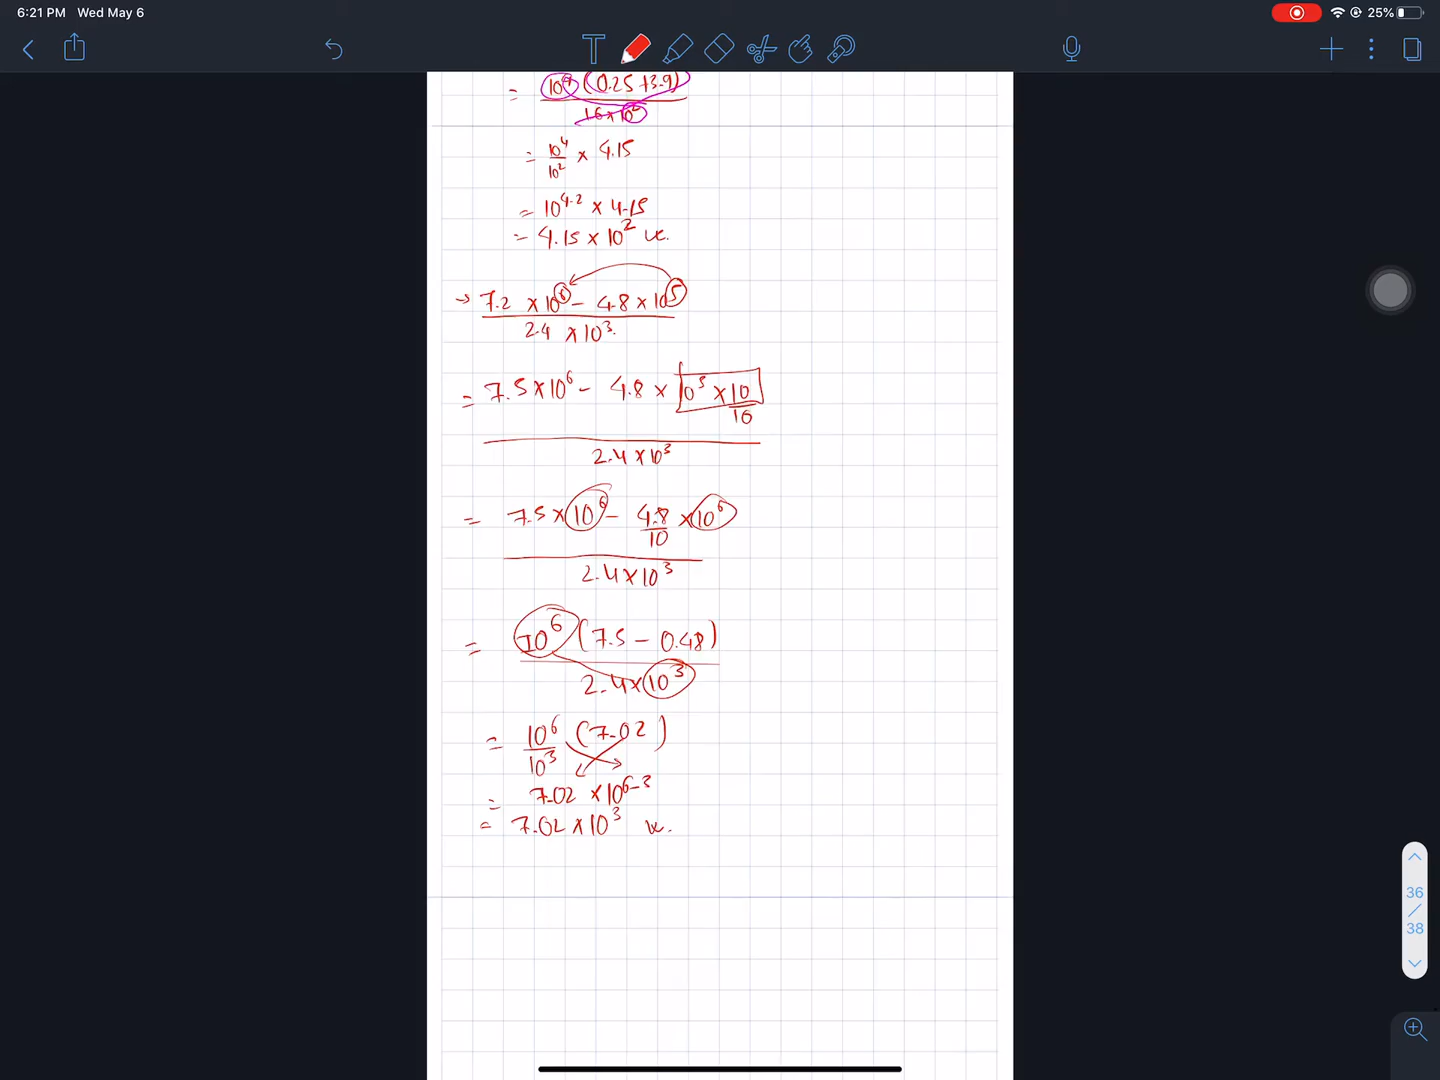 6:21 PM Wed May 6 25%
= 10⁴ (0.25 + 3.9)
16 × 10²
= 10⁴ × 4.15
10²
= 10⁴⁻² × 4.15
= 4.15 × 10²
→ 7.2 × 10⁶ − 4.8 × 10⁵
2.4 × 10³.
= 7.5 × 10⁶ − 4.8 × 10⁵ × 10
10
2.4 × 10³
= 7.5 × 10⁶ − 4.8 × 10⁶
10
2.4 × 10³
= 10⁶ (7.5 − 0.48)
2.4 × 10³
= 10⁶ (7.02)
10³
= 7.02 × 10⁶⁻³
= 7.02 × 10³
36
/
38